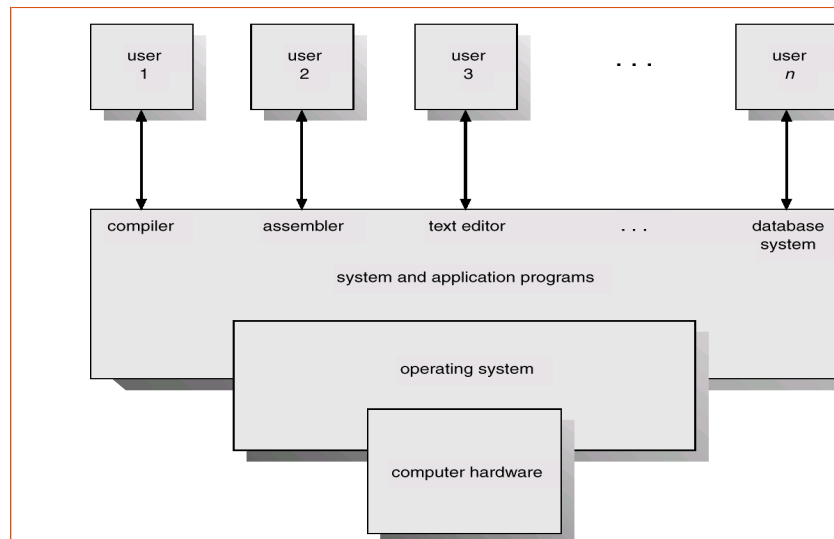 user
1
user
2
user
3
. . .
user
n
compiler
assembler
text editor
. . .
database
system
system and application programs
operating system
computer hardware